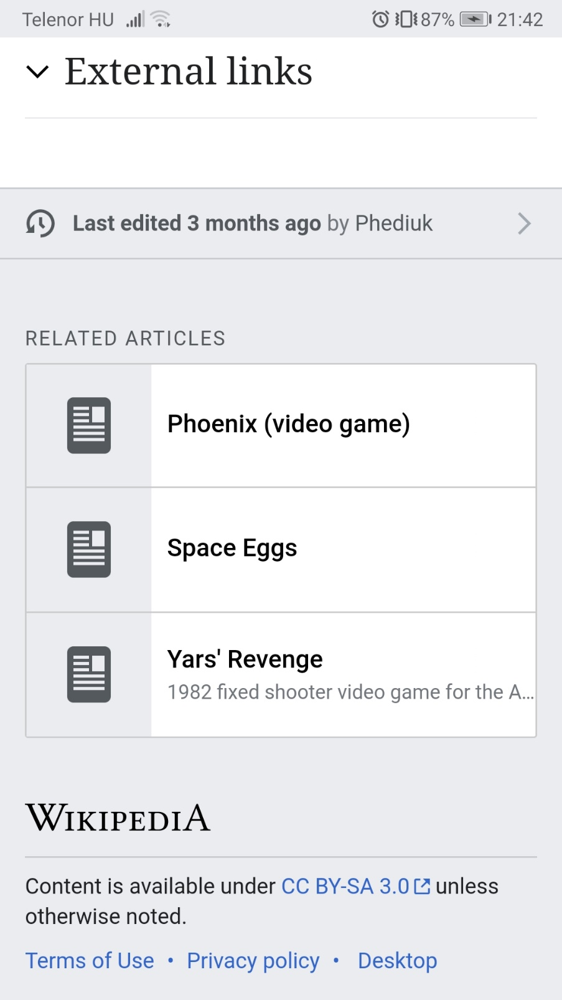 Telenor HU 87% 21:42
External links
Last edited 3 months ago by Phediuk
RELATED ARTICLES
Phoenix (video game)
Space Eggs
Yars' Revenge
1982 fixed shooter video game for the A...
WIKIPEDIA
Content is available under CC BY-SA 3.0 unless
otherwise noted.
Terms of Use • Privacy policy • Desktop